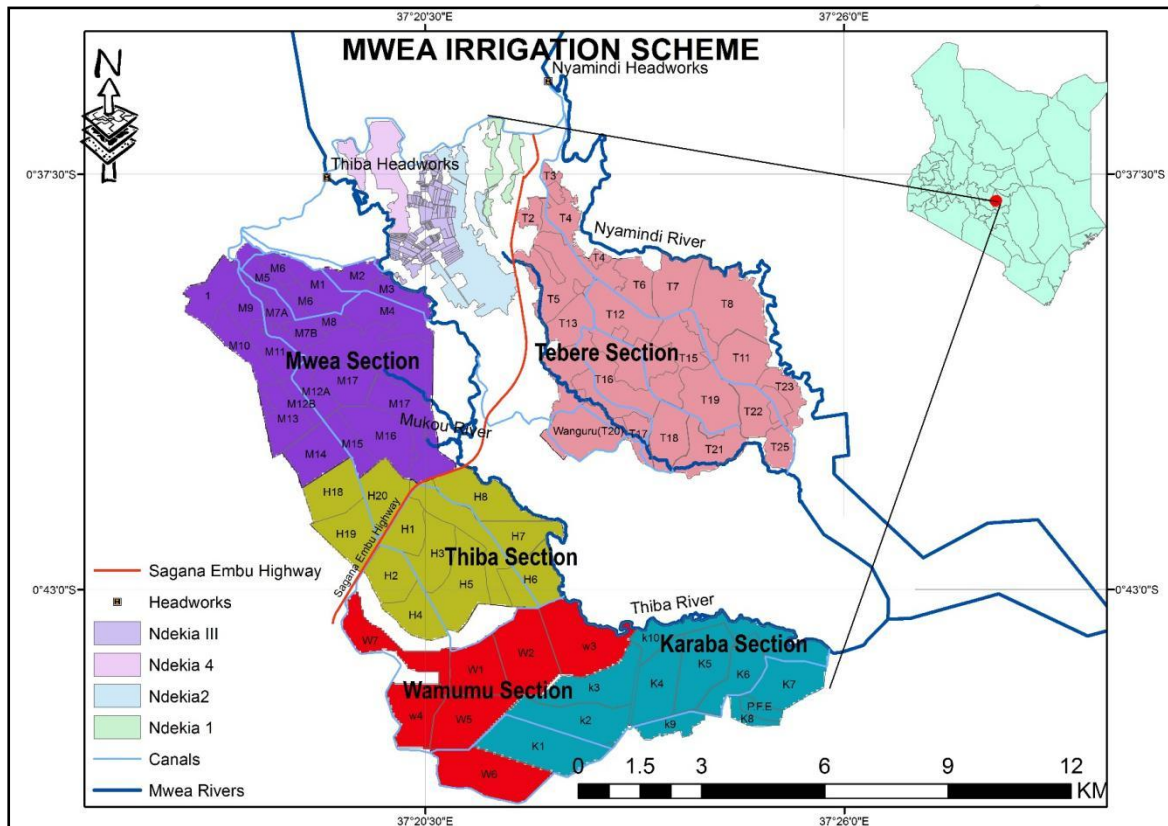 37°20'30"E
37°26'0"E
MWEA IRRIGATION SCHEME
Nyamindi Headworks
N
Thiba Headworks
0°37'30"S
0°37'30"S
T3
T2
T4
Nyamindi River
T4
T6
T7
T8
T5
T13
T12
Tebere Section
T15
T11
T16
T19
T23
T22
Wanguru(T20)
T17
T18
T21
T25
M6
M5
M1
M2
M3
1
M9
M6
M4
M7A
M8
M7B
M10
M11
Mwea Section
M17
M12A
M12B
M17
M13
Mukou River
M16
M15
M14
H18
H20
H8
H19
H1
H7
Sagana Embu Highway
H3
Thiba Section
H2
H5
H6
H4
0°43'0"S
0°43'0"S
Thiba River
W7
W2
w3
k10
Karaba Section
W1
K5
K6
Wamumu Section
k3
K4
K7
w4
W5
k2
k9
P.F.E
K8
K1
W6
Sagana Embu Highway
Headworks
Ndekia III
Ndekia 4
Ndekia2
Ndekia 1
Canals
Mwea Rivers
0 1.5 3 6 9 12
KM
37°20'30"E
37°26'0"E